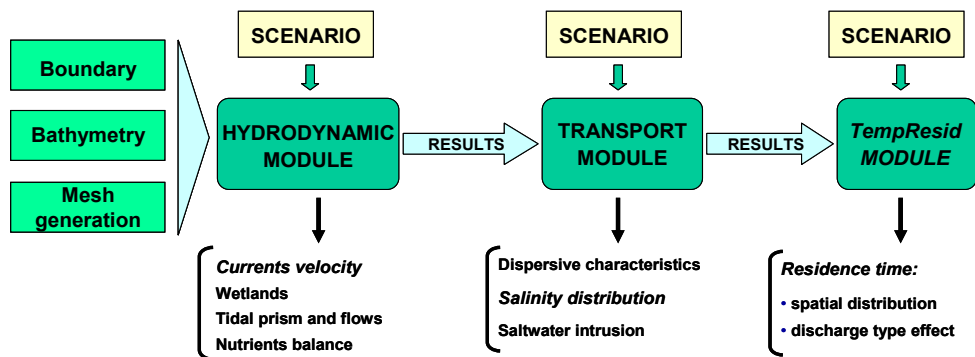 SCENARIO
SCENARIO
SCENARIO
Boundary
Bathymetry
Mesh
generation
HYDRODYNAMIC
MODULE
RESULTS
TRANSPORT
MODULE
RESULTS
TempResid
MODULE
Currents velocity
Wetlands
Tidal prism and flows
Nutrients balance
Dispersive characteristics
Salinity distribution
Saltwater intrusion
Residence time:
• spatial distribution
• discharge type effect